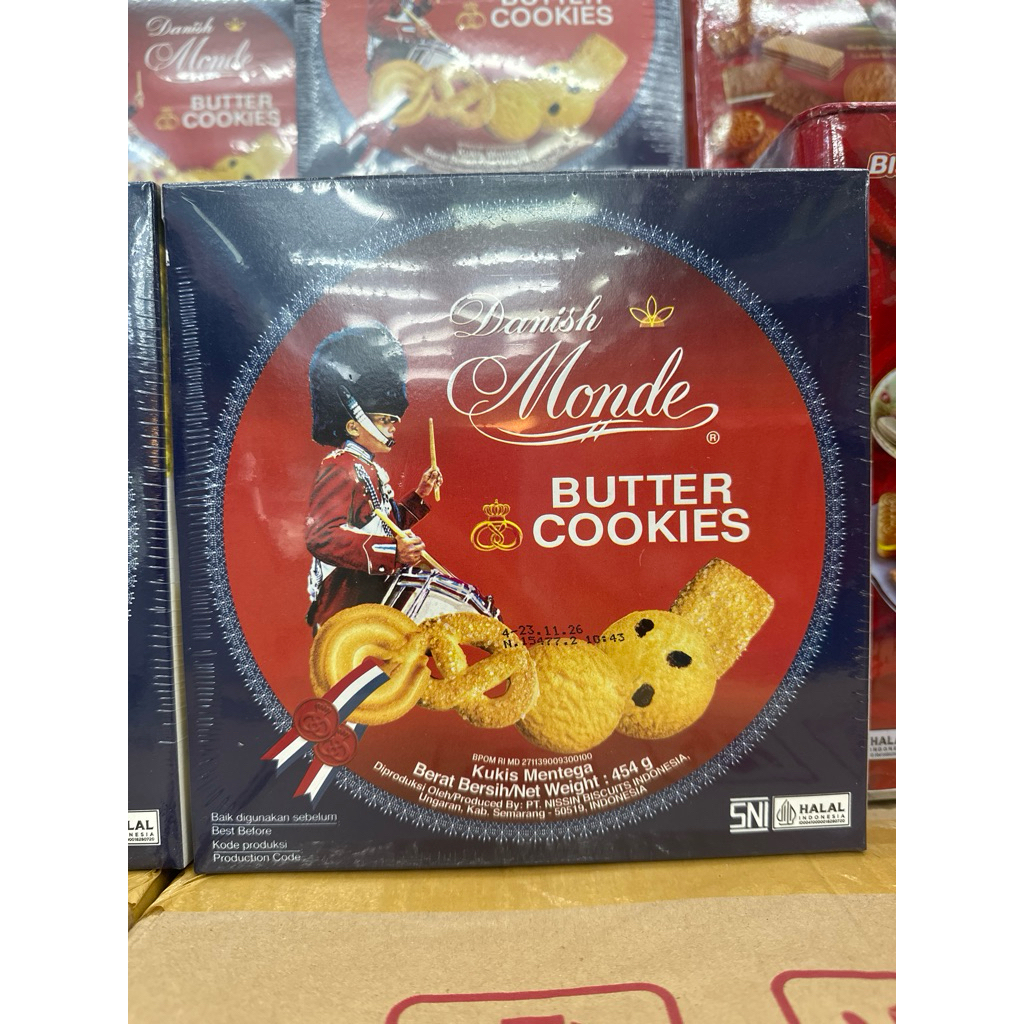 Danish
Monde
BUTTER
COOKIES
BUTTER
COOKIES
Danish
Monde
®
BUTTER
COOKIES
4-23.11.26
N.15477.2 10:43
BPOM RI MD 271139009300100
Kukis Mentega
Berat Bersih/Net Weight : 454 g
Diproduksi Oleh/Produced By: PT. NISSIN BISCUITS INDONESIA,
Ungaran, Kab. Semarang - 50519, INDONESIA
Baik digunakan sebelum
Best Before
Kode produksi
Production Code
SNI
HALAL
INDONESIA